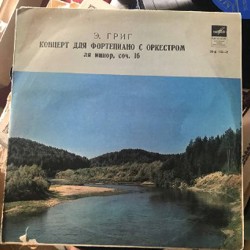 Э. ГРИГ
КОНЦЕРТ ДЛЯ ФОРТЕПИАНО С ОРКЕСТРОМ
ля минор, соч. 16